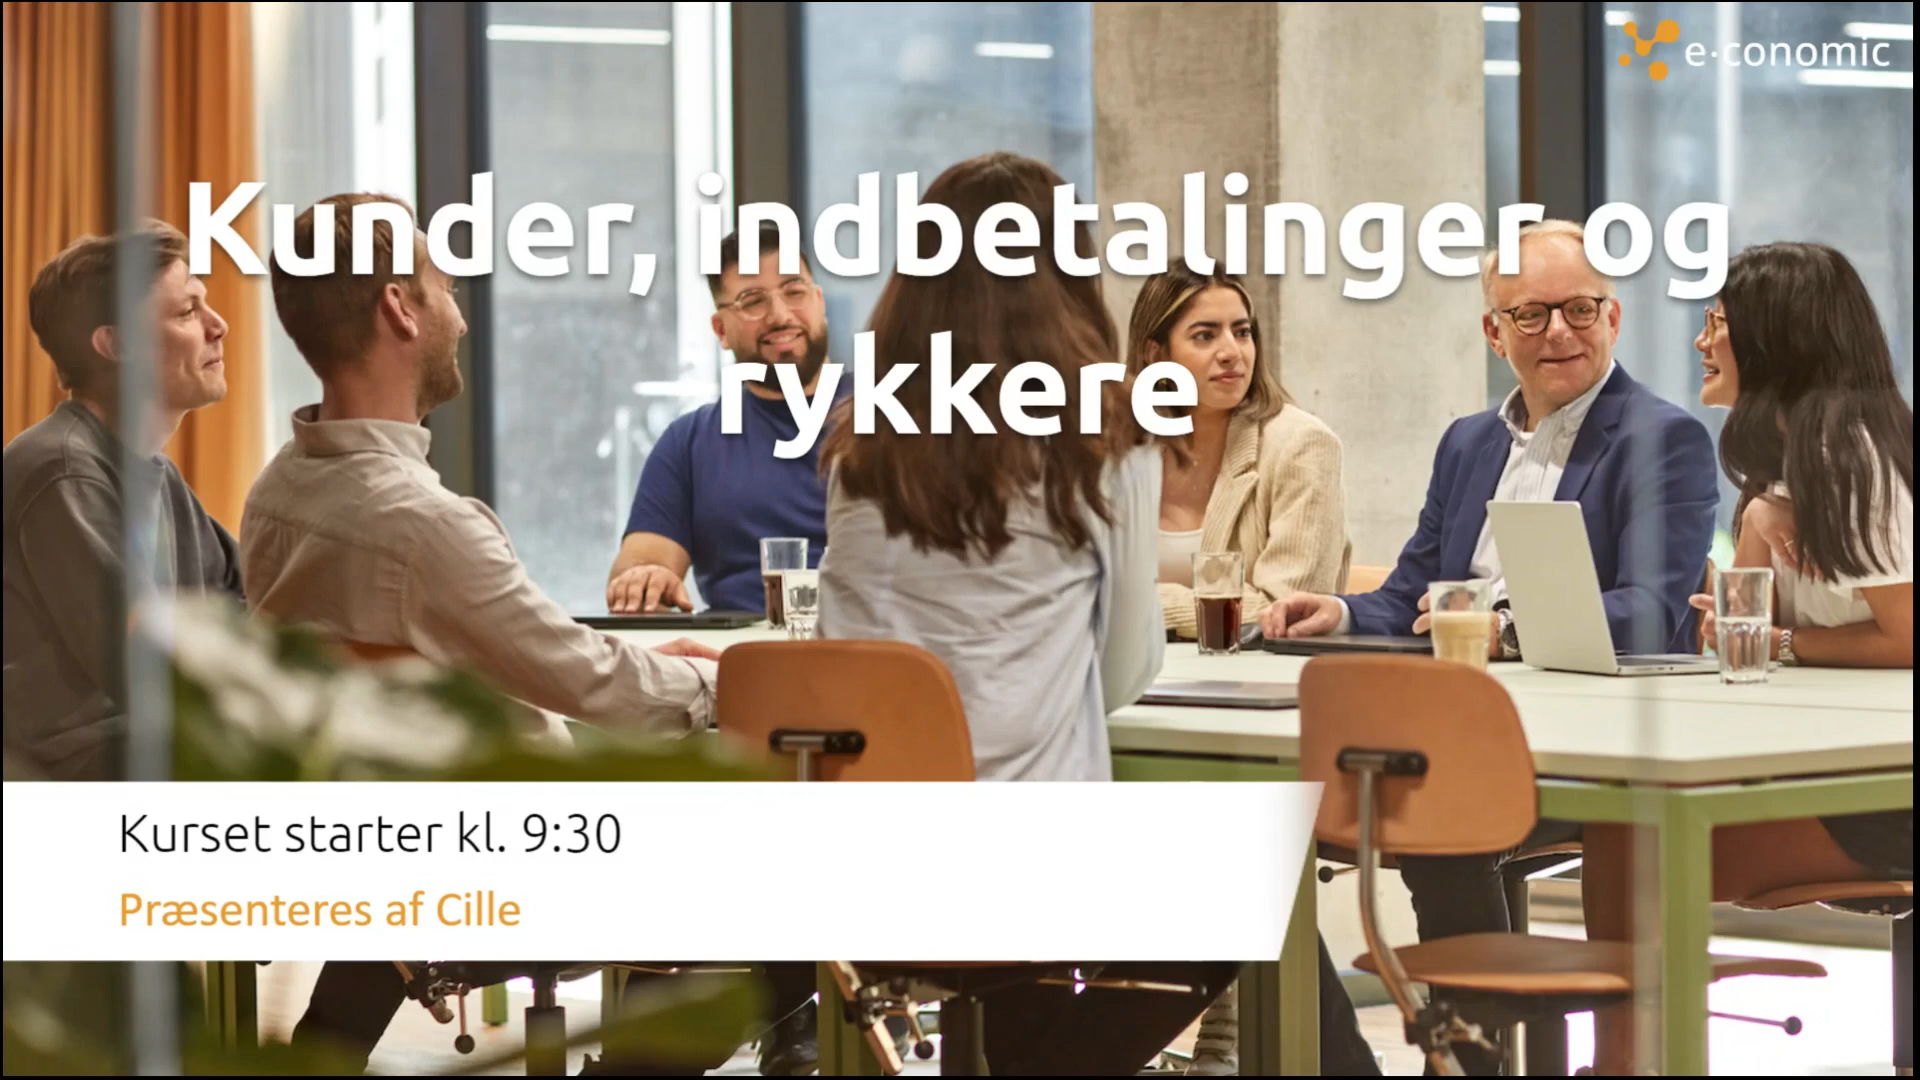 e·conomic
Kunder, indbetalinger og
rykkere
Kurset starter kl. 9:30
Præsenteres af Cille